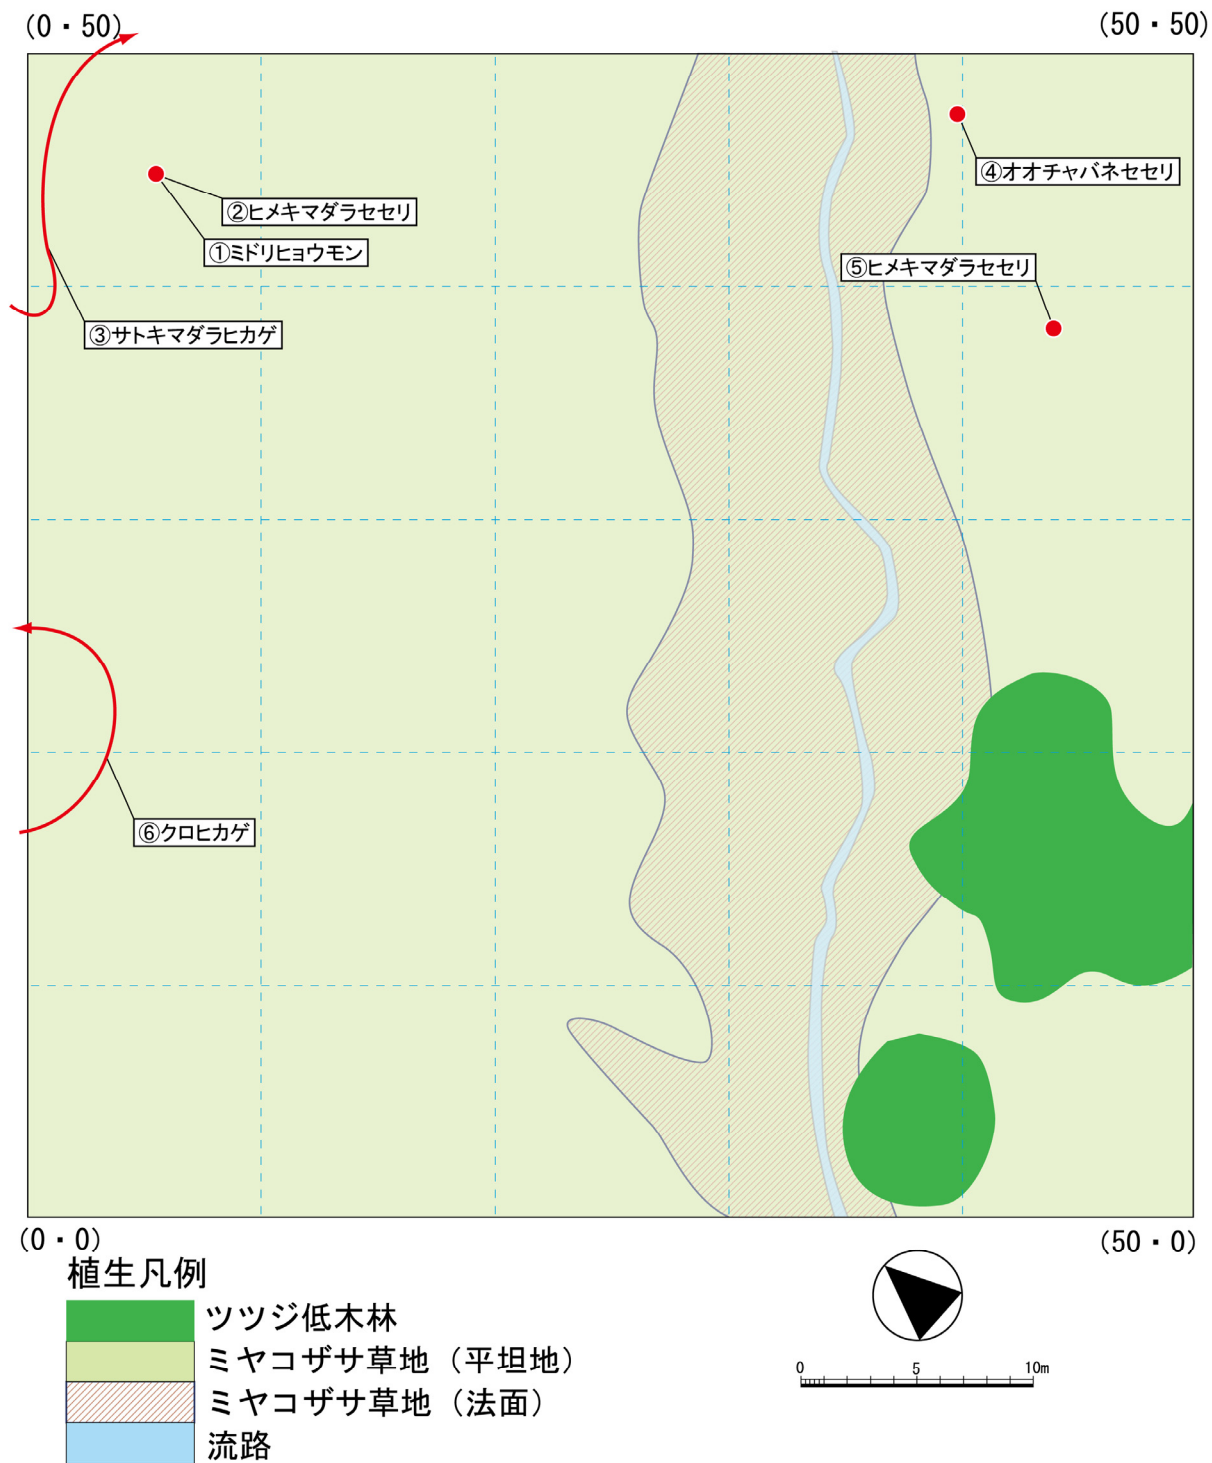 (0・50)
(50・50)
④オオチャバネセセリ
②ヒメキマダラセセリ
①ミドリヒョウモン
⑤ヒメキマダラセセリ
③サトキマダラヒカゲ
⑥クロヒカゲ
(0・0)
(50・0)
植生凡例
ツツジ低木林
ミヤコザサ草地（平坦地）
ミヤコザサ草地（法面）
流路
0 5 10m